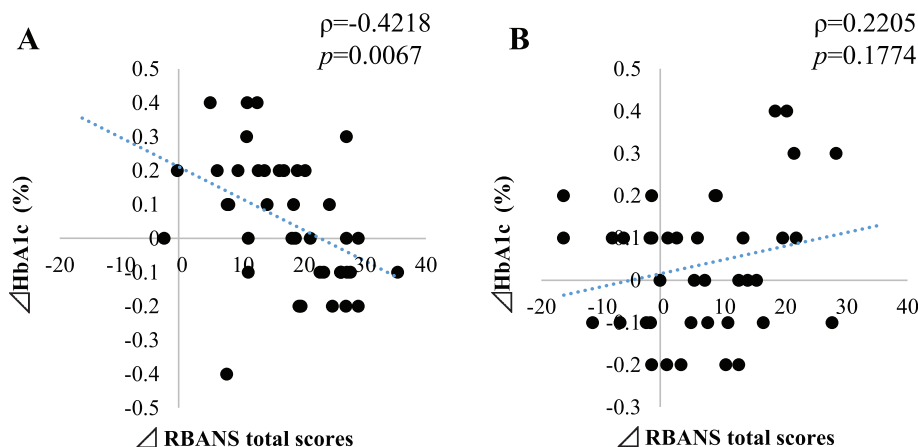 A
ρ=-0.4218
p=0.0067
0.5
0.4
0.3
0.2
0.1
0
-0.1
-0.2
-0.3
-0.4
-0.5
-20 -10 0 10 20 30 40
⊿HbA1c (%)
⊿ RBANS total scores
B
ρ=0.2205
p=0.1774
0.5
0.4
0.3
0.2
0.1
0
-0.1
-0.2
-0.3
-20 -10 0 10 20 30 40
⊿HbA1c (%)
⊿ RBANS total scores